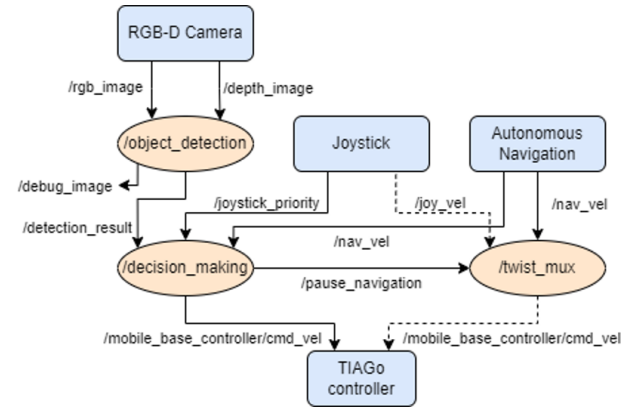 RGB-D Camera
/rgb_image
/depth_image
/object_detection
Joystick
Autonomous
Navigation
/debug_image
/joystick_priority
/joy_vel
/nav_vel
/detection_result
/nav_vel
/decision_making
/twist_mux
/pause_navigation
/mobile_base_controller/cmd_vel
/mobile_base_controller/cmd_vel
TIAGo
controller